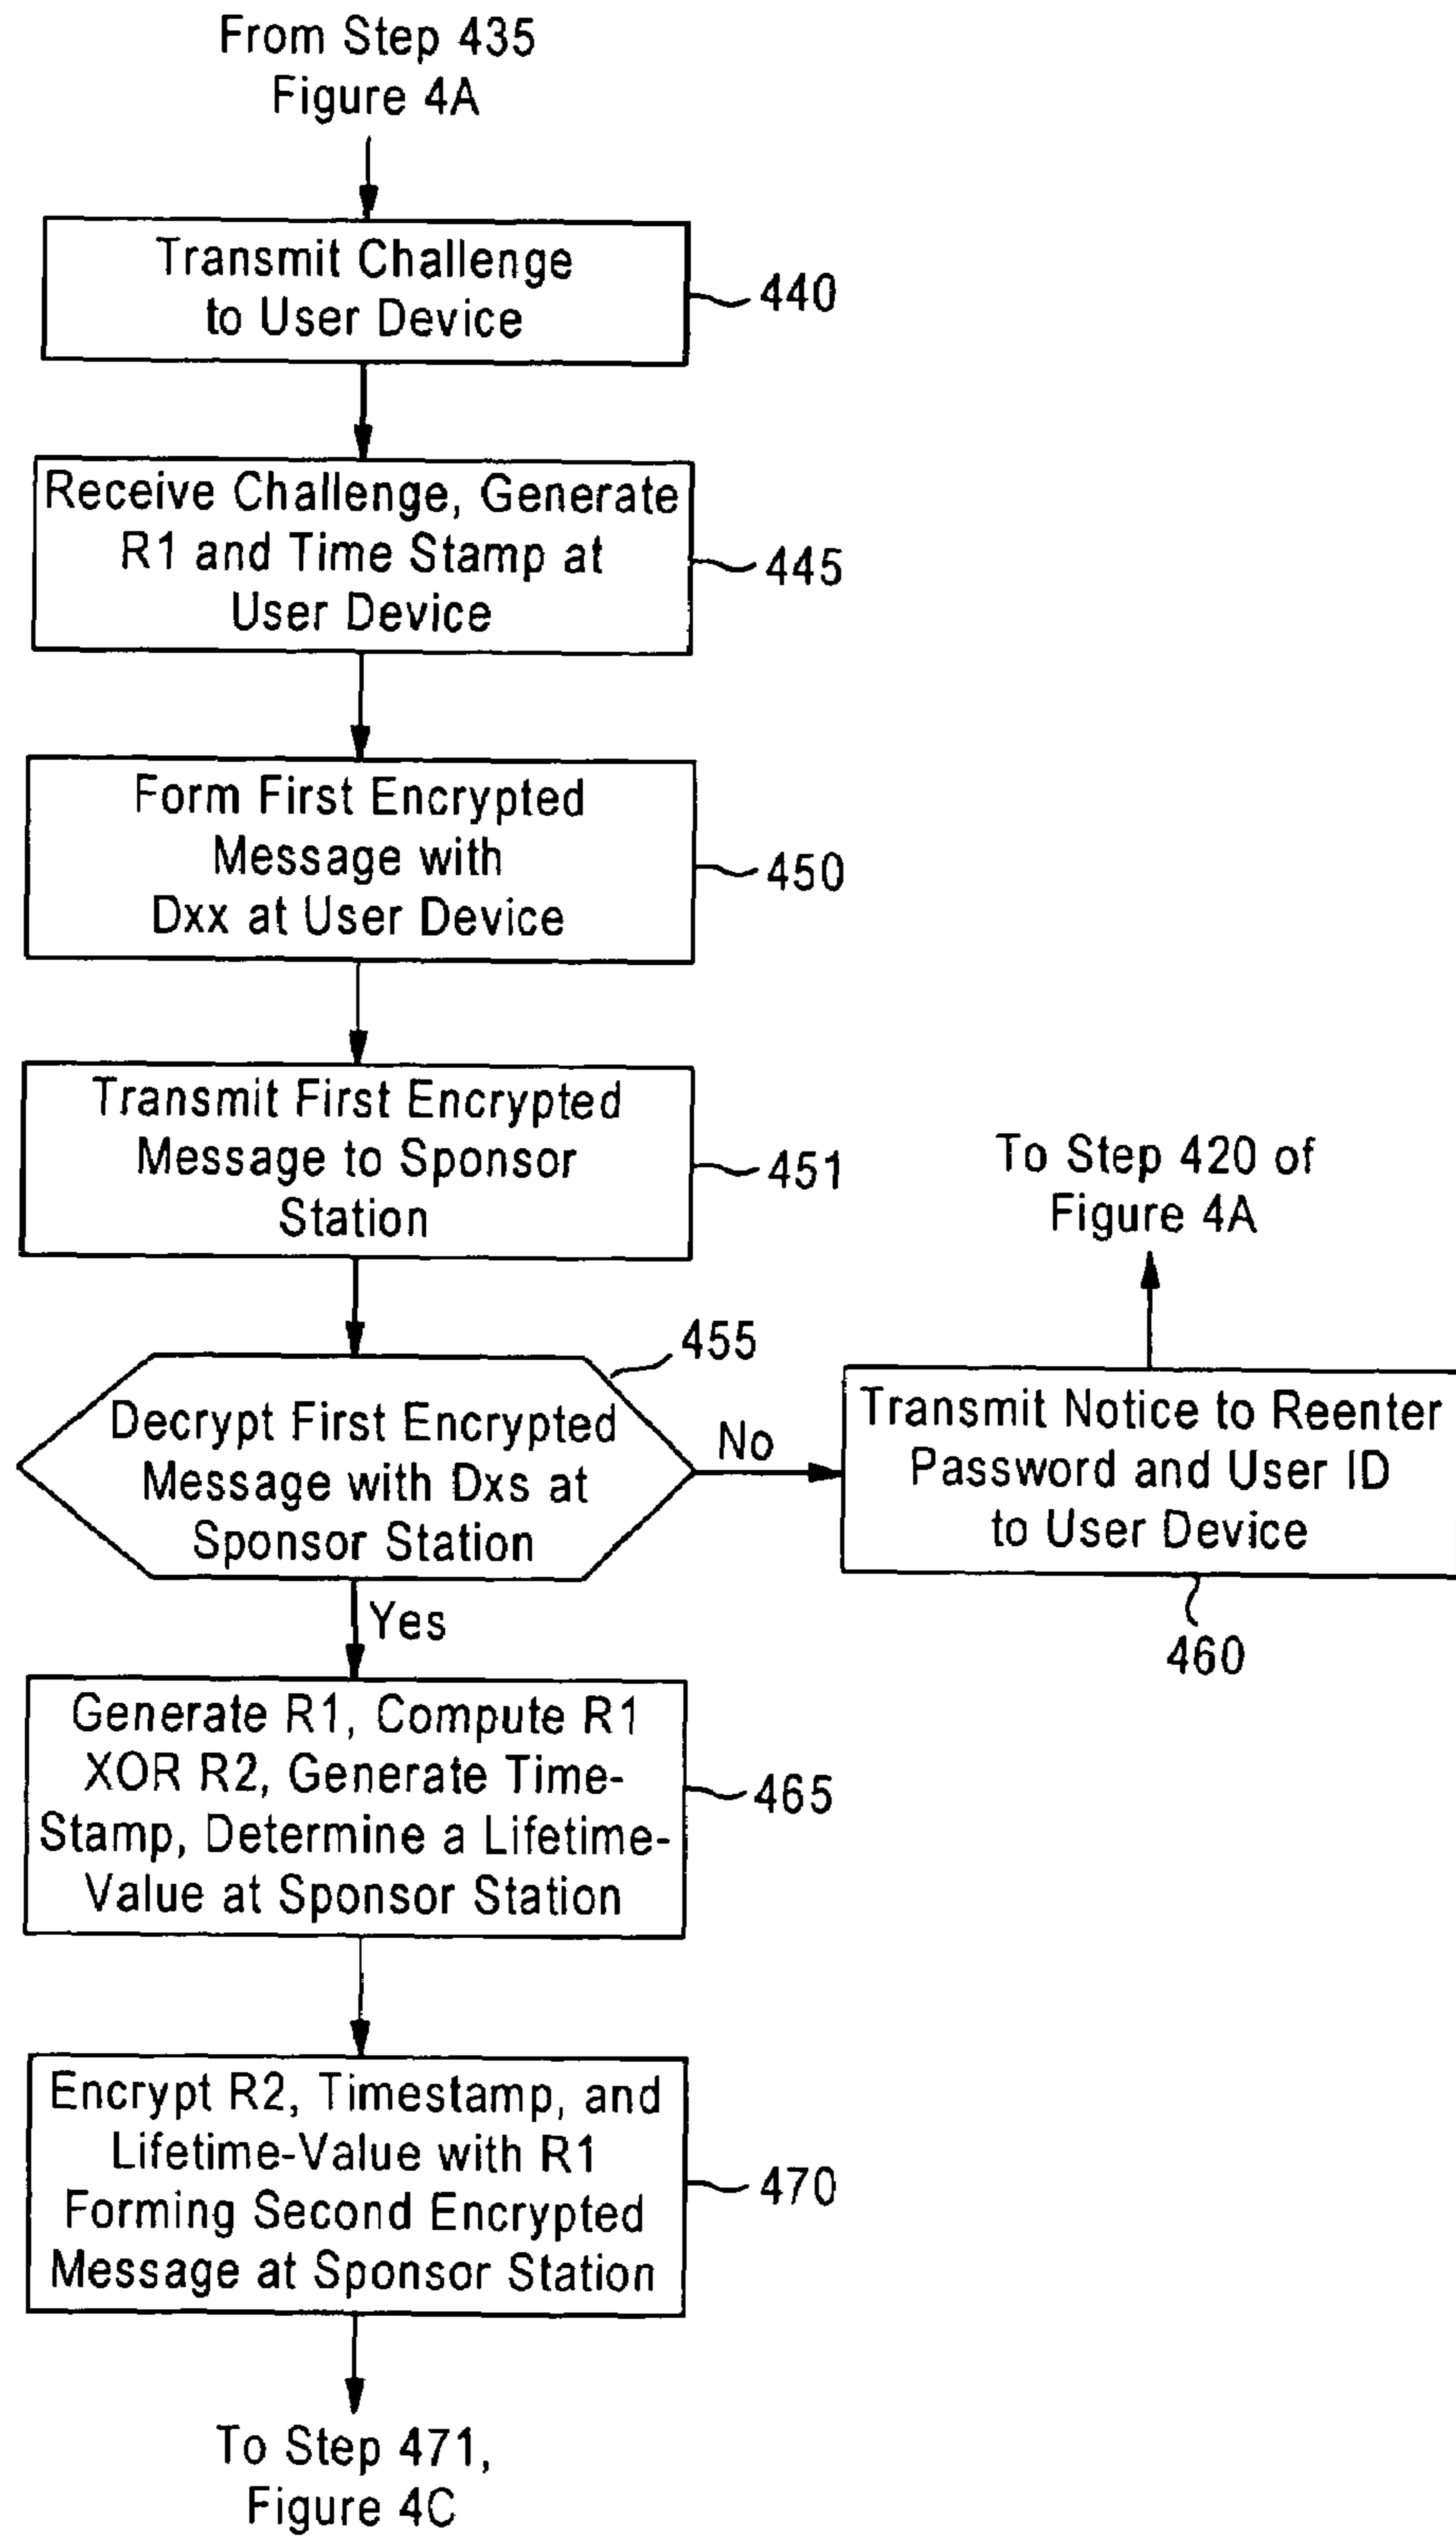 From Step 435
Figure 4A
Transmit Challenge
to User Device
440
Receive Challenge, Generate
R1 and Time Stamp at
User Device
445
Form First Encrypted
Message with
Dxx at User Device
450
Transmit First Encrypted
Message to Sponsor
Station
451
To Step 420 of
Figure 4A
455
Decrypt First Encrypted
Message with Dxs at
Sponsor Station
No
Transmit Notice to Reenter
Password and User ID
to User Device
460
Yes
Generate R1, Compute R1
XOR R2, Generate Time-
Stamp, Determine a Lifetime-
Value at Sponsor Station
465
Encrypt R2, Timestamp, and
Lifetime-Value with R1
Forming Second Encrypted
Message at Sponsor Station
470
To Step 471,
Figure 4C